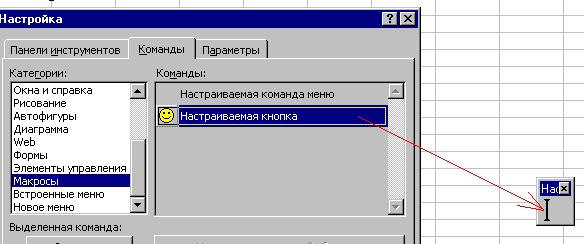 Настройка
Панели инструментов
Команды
Параметры
Категории:
Окна и справка
Рисование
Автофигуры
Диаграмма
Web
Формы
Элементы управления
Макросы
Встроенные меню
Новое меню
Команды:
Настраиваемая команда меню
Настраиваемая кнопка
Выделенная команда:
Нас